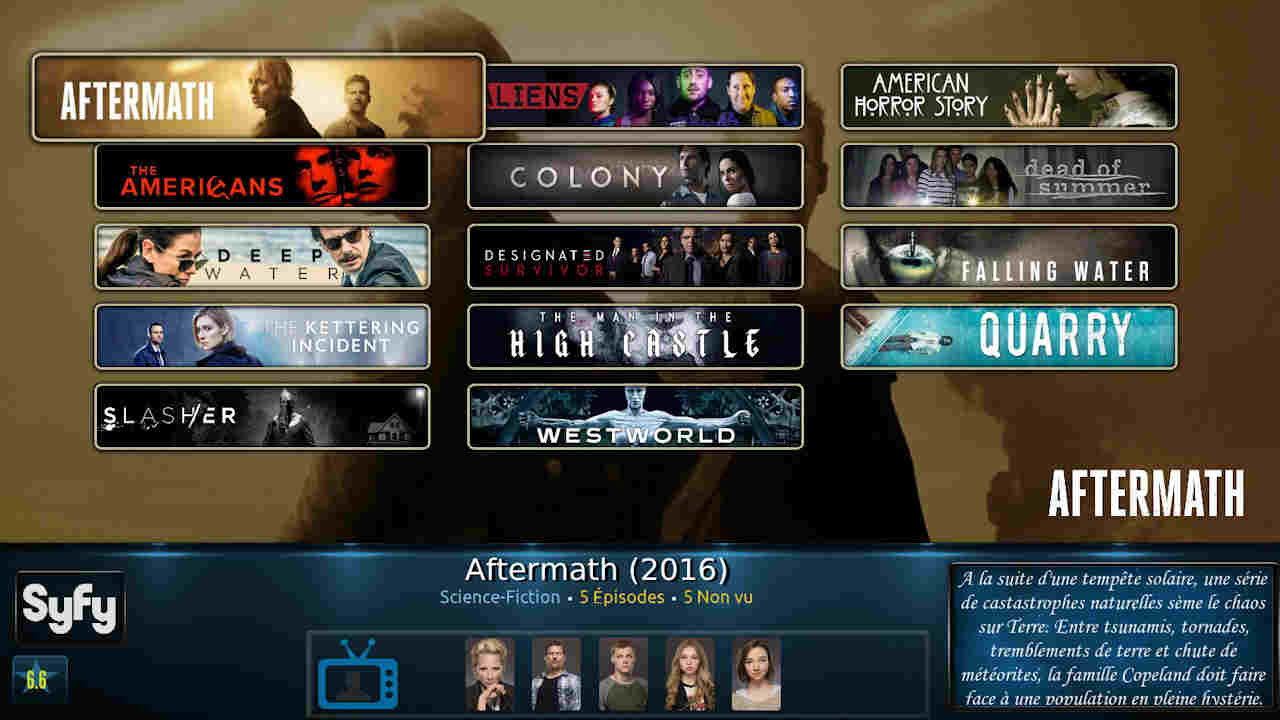 AFTERMATH
ALIENS
AMERICAN
HORROR STORY
THE
AMERICANS
COLONY
dead of
summer
DEEP
WATER
DESIGNATED
SURVIVOR
FALLING WATER
THE KETTERING
INCIDENT
THE MAN IN THE
HIGH CASTLE
QUARRY
SLASHER
WESTWORLD
AFTERMATH
Syfy
6.6
Aftermath (2016)
Science-Fiction • 5 Épisodes • 5 Non vu
A la suite d'une tempête solaire, une série
de castastrophes naturelles sème le chaos
sur Terre. Entre tsunamis, tornades,
tremblements de terre et chute de
météorites, la famille Copeland doit faire
face à une population en pleine hystérie.